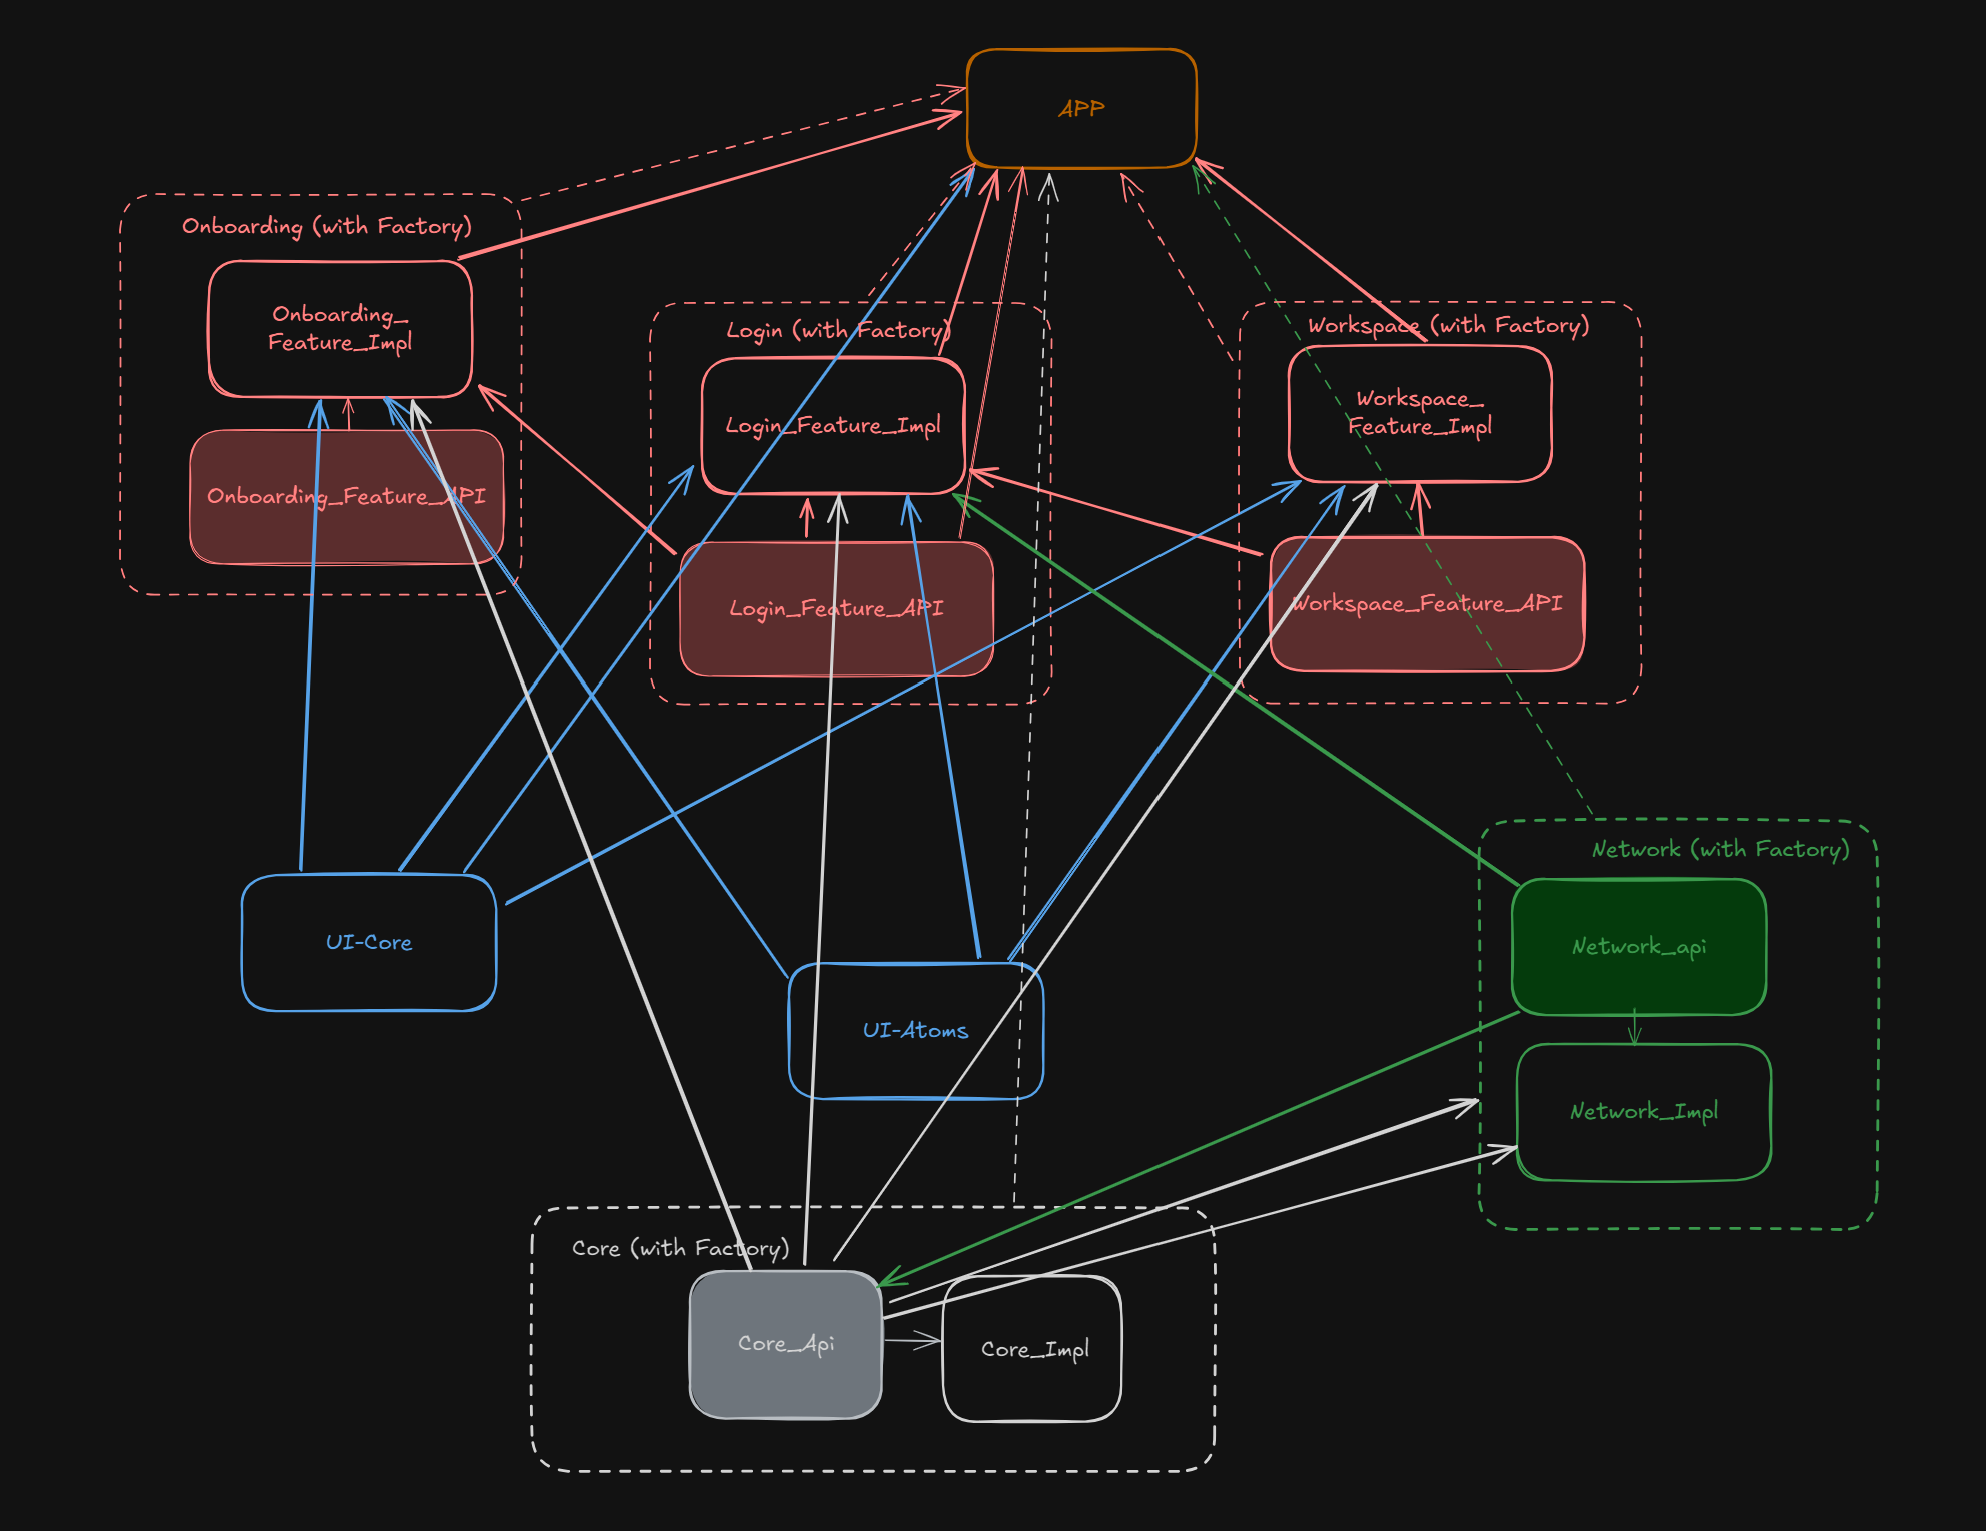 APP
Onboarding (with Factory)
Onboarding_
Feature_Impl
Onboarding_Feature_API
Login (with Factory)
Login_Feature_Impl
Login_Feature_API
Workspace (with Factory)
Workspace_
Feature_Impl
Workspace_Feature_API
UI-Core
UI-Atoms
Network (with Factory)
Network_api
Network_Impl
Core (with Factory)
Core_Api
Core_Impl